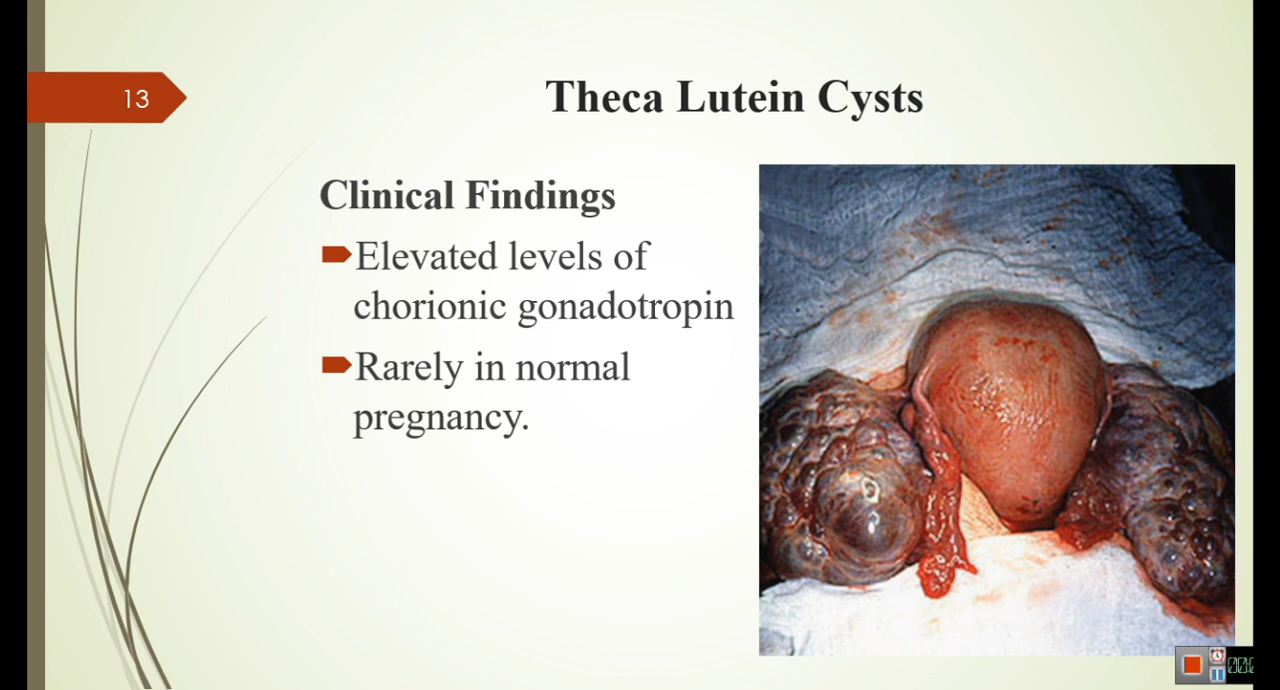 13
Theca Lutein Cysts
Clinical Findings
Elevated levels of
chorionic gonadotropin
Rarely in normal
pregnancy.